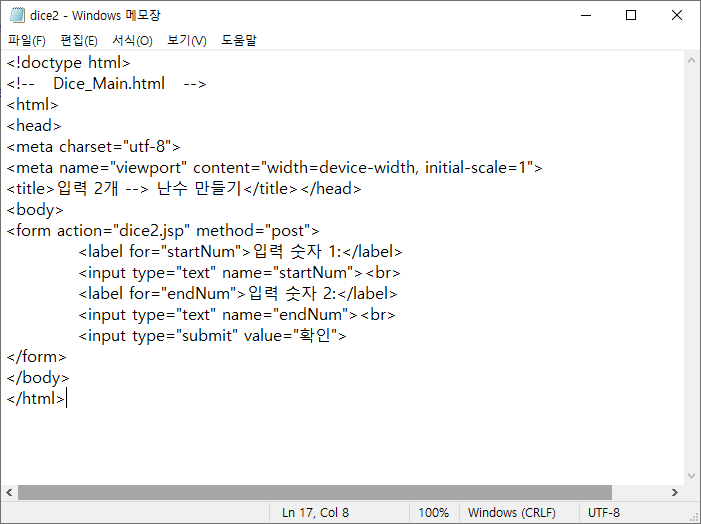 dice2 - Windows 메모장
파일(F) 편집(E) 서식(O) 보기(V) 도움말
<!doctype html>
<!-- Dice_Main.html -->
<html>
<head>
<meta charset="utf-8">
<meta name="viewport" content="width=device-width, initial-scale=1">
<title>입력 2개 --> 난수 만들기</title></head>
<body>
<form action="dice2.jsp" method="post">
<label for="startNum">입력 숫자 1:</label>
<input type="text" name="startNum"><br>
<label for="endNum">입력 숫자 2:</label>
<input type="text" name="endNum"><br>
<input type="submit" value="확인">
</form>
</body>
</html>
Ln 17, Col 8 100% Windows (CRLF) UTF-8